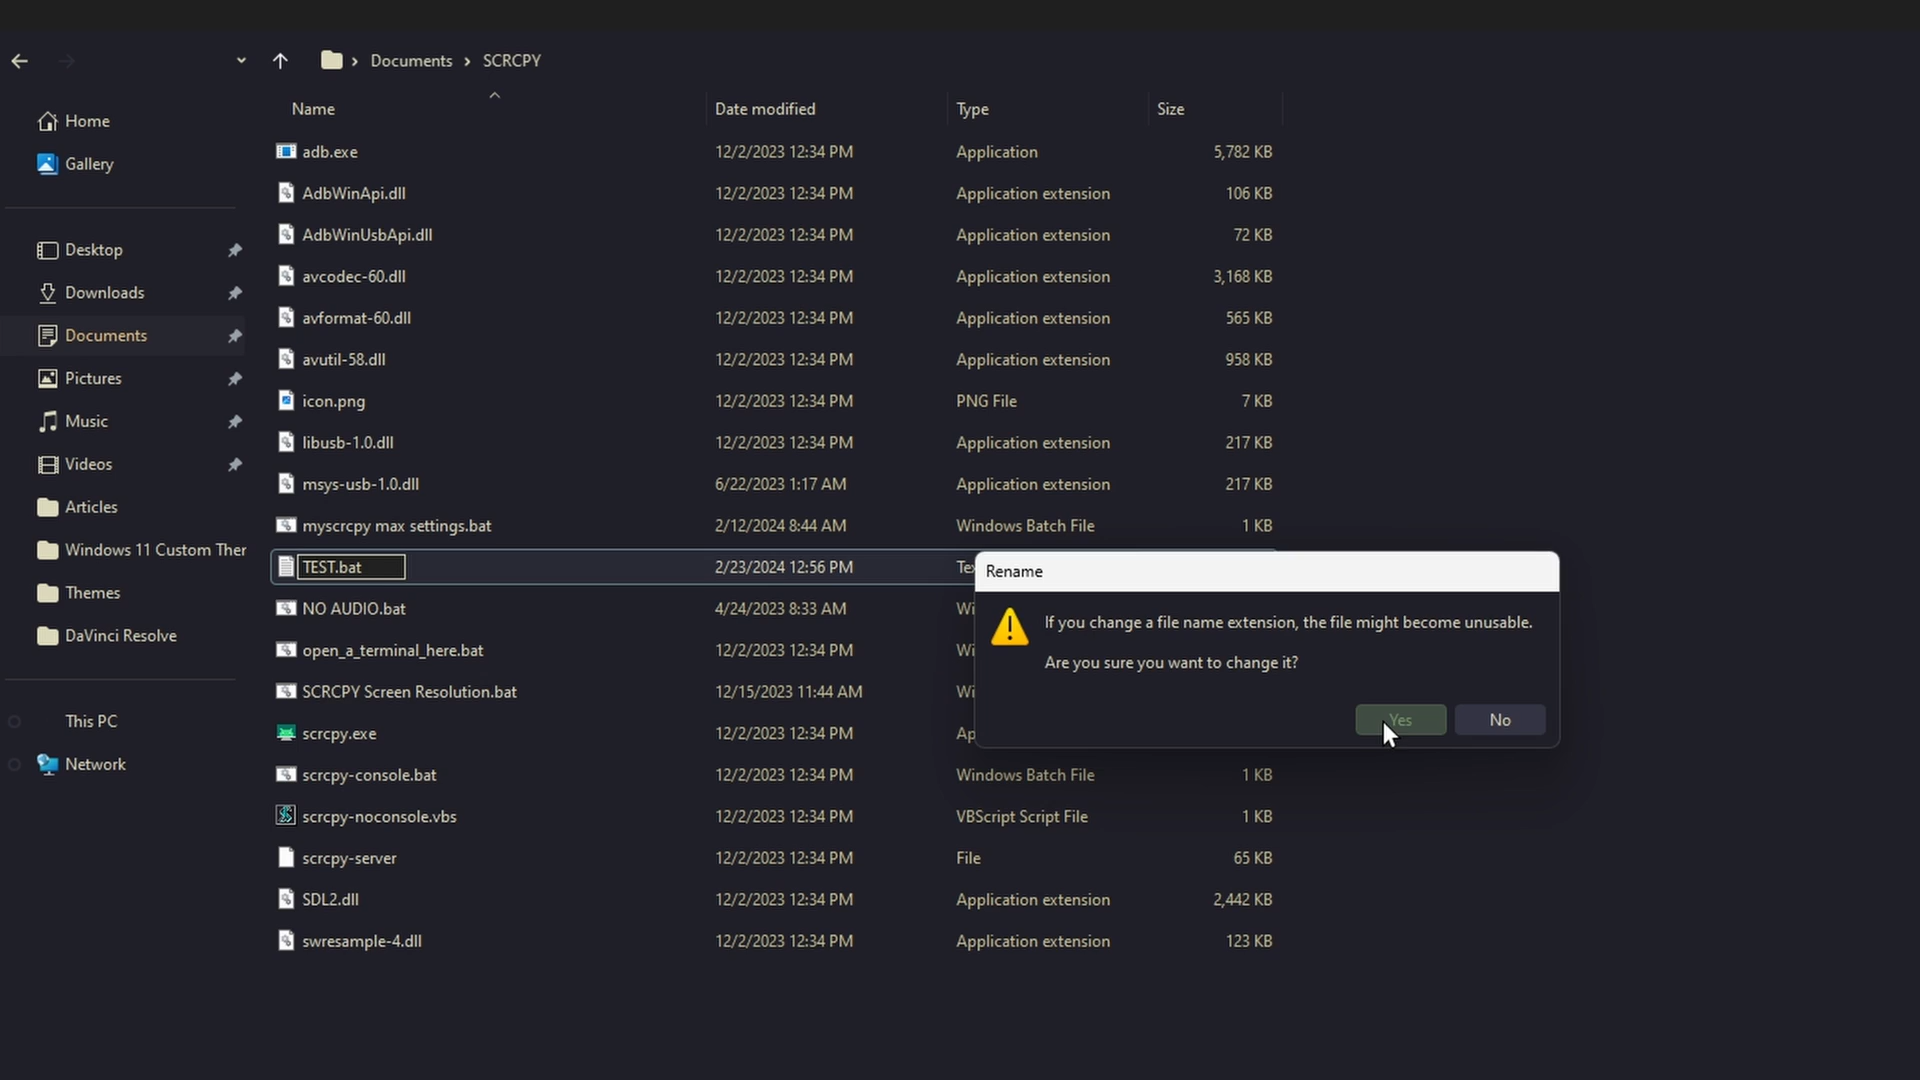 Documents > SCRCPY
Name Date modified Type Size
Home
Gallery
Desktop
Downloads
Documents
Pictures
Music
Videos
Articles
Windows 11 Custom Ther
Themes
DaVinci Resolve
This PC
Network
adb.exe 12/2/2023 12:34 PM Application 5,782 KB
AdbWinApi.dll 12/2/2023 12:34 PM Application extension 106 KB
AdbWinUsbApi.dll 12/2/2023 12:34 PM Application extension 72 KB
avcodec-60.dll 12/2/2023 12:34 PM Application extension 3,168 KB
avformat-60.dll 12/2/2023 12:34 PM Application extension 565 KB
avutil-58.dll 12/2/2023 12:34 PM Application extension 958 KB
icon.png 12/2/2023 12:34 PM PNG File 7 KB
libusb-1.0.dll 12/2/2023 12:34 PM Application extension 217 KB
msys-usb-1.0.dll 6/22/2023 1:17 AM Application extension 217 KB
myscrcpy max settings.bat 2/12/2024 8:44 AM Windows Batch File 1 KB
TEST.bat 2/23/2024 12:56 PM Te
NO AUDIO.bat 4/24/2023 8:33 AM Wi
open_a_terminal_here.bat 12/2/2023 12:34 PM Wi
SCRCPY Screen Resolution.bat 12/15/2023 11:44 AM Wi
scrcpy.exe 12/2/2023 12:34 PM Ap
scrcpy-console.bat 12/2/2023 12:34 PM Windows Batch File 1 KB
scrcpy-noconsole.vbs 12/2/2023 12:34 PM VBScript Script File 1 KB
scrcpy-server 12/2/2023 12:34 PM File 65 KB
SDL2.dll 12/2/2023 12:34 PM Application extension 2,442 KB
swresample-4.dll 12/2/2023 12:34 PM Application extension 123 KB
Rename
If you change a file name extension, the file might become unusable.
Are you sure you want to change it?
Yes No